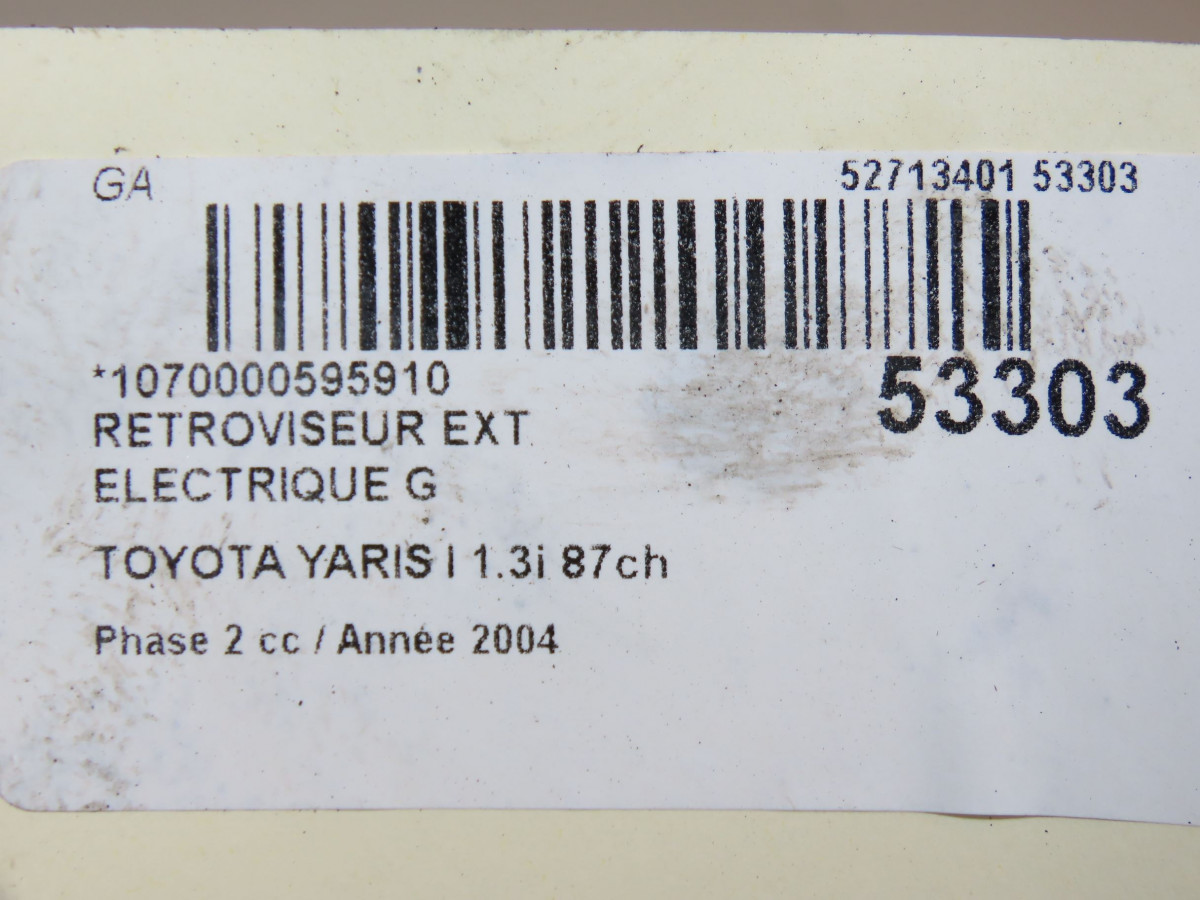 GA
52713401 53303
*1070000595910
53303
RETROVISEUR EXT
ELECTRIQUE G
TOYOTA YARIS I 1.3i 87ch
Phase 2 cc / Année 2004